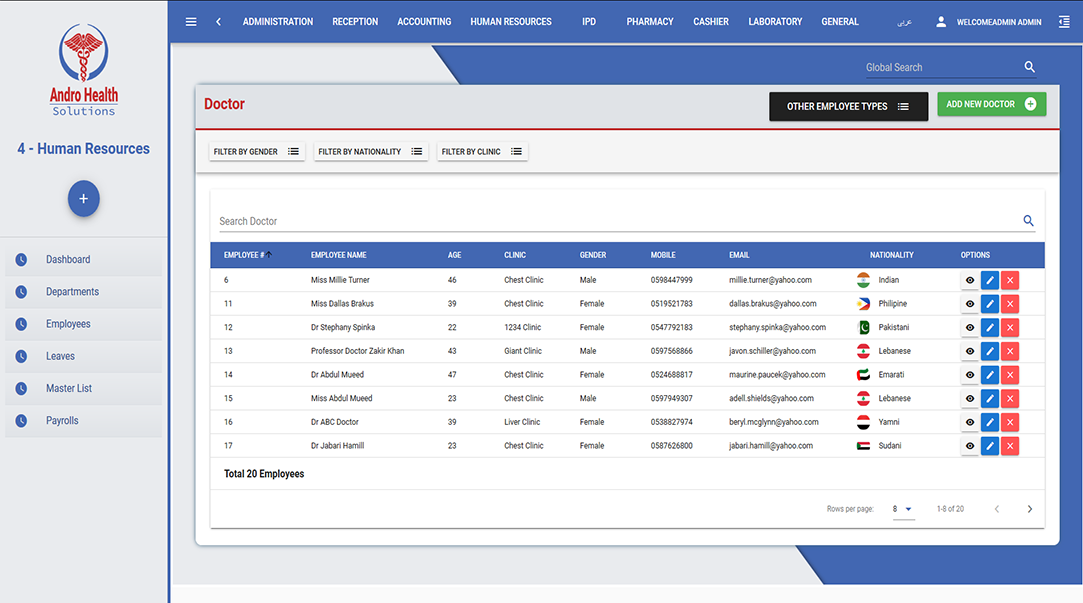 ADMINISTRATION RECEPTION ACCOUNTING HUMAN RESOURCES IPD PHARMACY CASHIER LABORATORY GENERAL عربى WELCOMEADMIN ADMIN
Andro Health
Solutions
4 - Human Resources
+
Dashboard
Departments
Employees
Leaves
Master List
Payrolls
Global Search
Doctor
OTHER EMPLOYEE TYPES
ADD NEW DOCTOR
FILTER BY GENDER FILTER BY NATIONALITY FILTER BY CLINIC
Search Doctor
EMPLOYEE # EMPLOYEE NAME AGE CLINIC GENDER MOBILE EMAIL NATIONALITY OPTIONS
6 Miss Millie Turner 46 Chest Clinic Male 0598447999 millie.turner@yahoo.com Indian
11 Miss Dallas Brakus 39 Chest Clinic Female 0519521783 dallas.brakus@yahoo.com Philipine
12 Dr Stephany Spinka 22 1234 Clinic Female 0547792183 stephany.spinka@yahoo.com Pakistani
13 Professor Doctor Zakir Khan 43 Giant Clinic Male 0597568866 javon.schiller@yahoo.com Lebanese
14 Dr Abdul Mueed 47 Chest Clinic Female 0524688817 maurine.paucek@yahoo.com Emarati
15 Miss Abdul Mueed 23 Chest Clinic Male 0597949307 adell.shields@yahoo.com Lebanese
16 Dr ABC Doctor 39 Liver Clinic Female 0538827974 beryl.mcglynn@yahoo.com Yamni
17 Dr Jabari Hamill 23 Chest Clinic Female 0587626800 jabari.hamill@yahoo.com Sudani
Total 20 Employees
Rows per page: 8 1-8 of 20